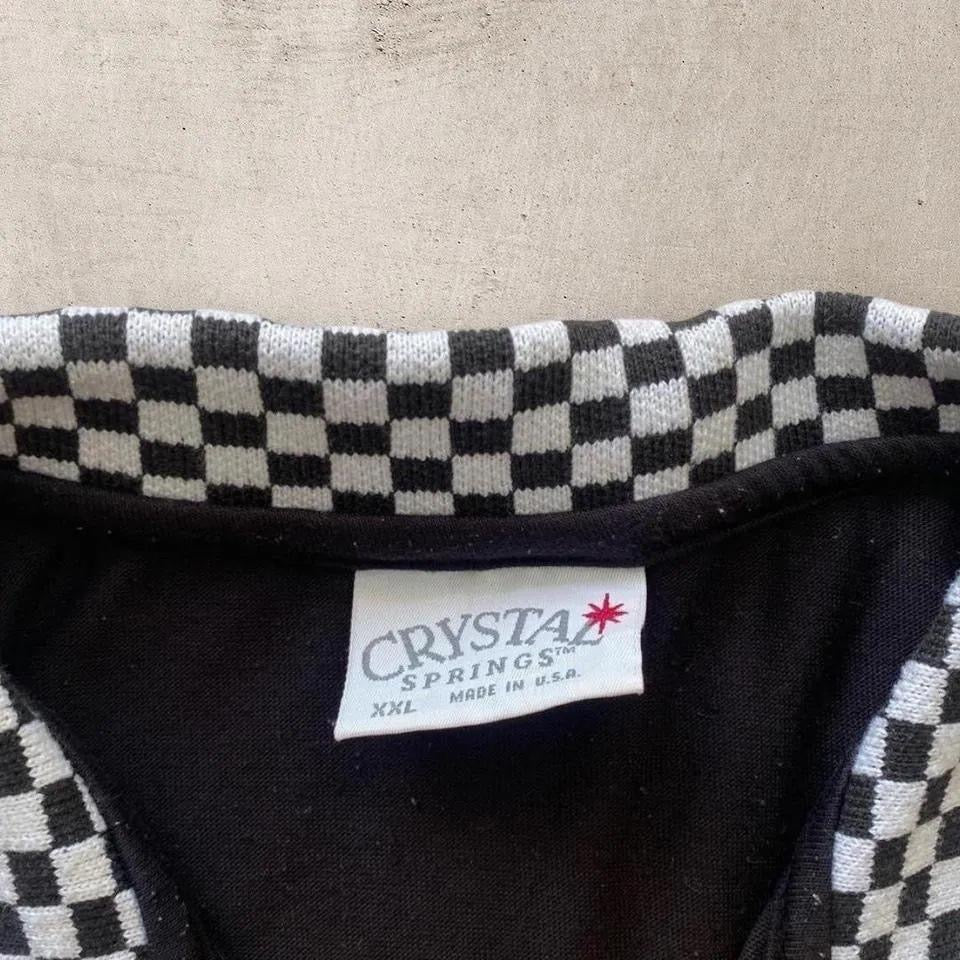 CRYSTAL
SPRINGS™
XXL MADE IN U.S.A.